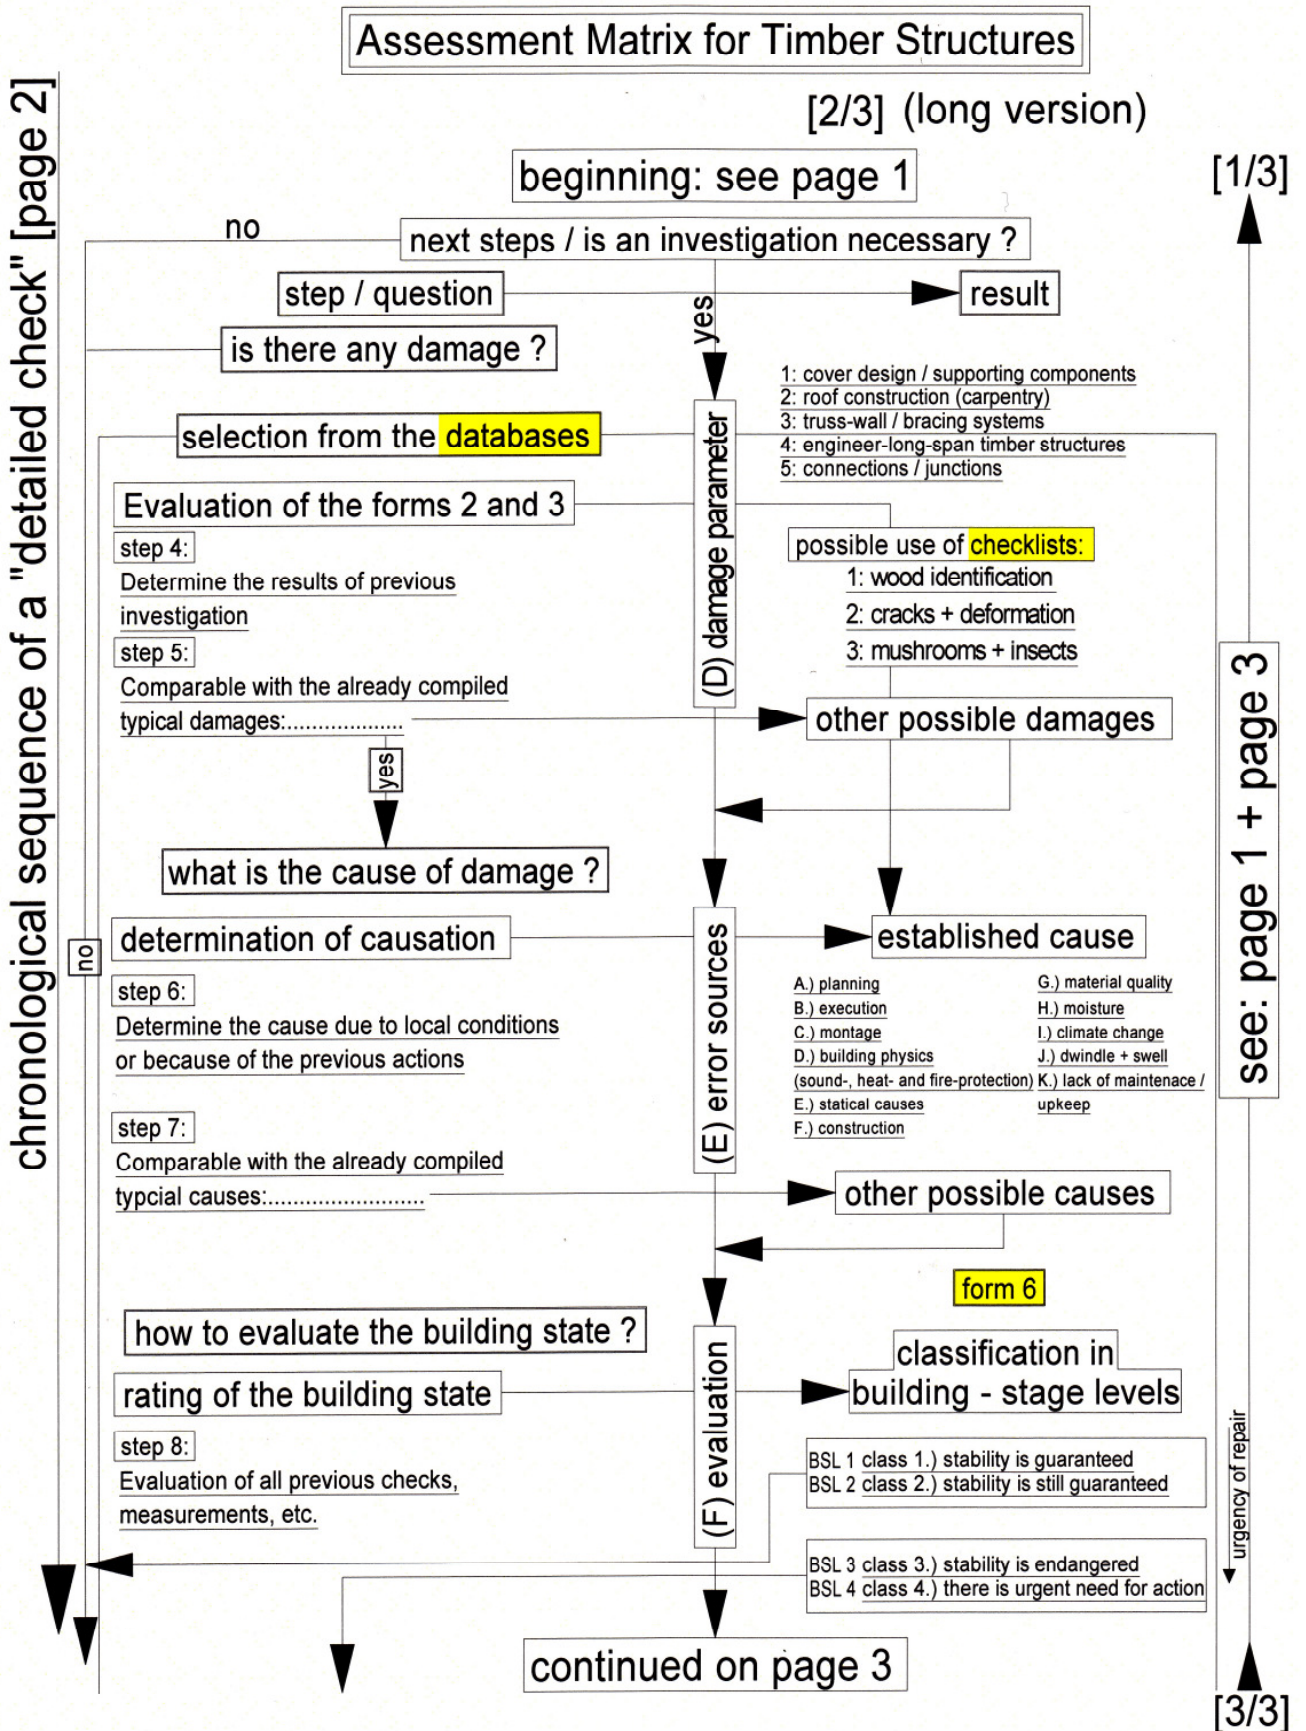 Assessment Matrix for Timber Structures
[2/3] (long version)
chronological sequence of a "detailed check" [page 2]
beginning: see page 1
[1/3]
no
next steps / is an investigation necessary ?
step / question
result
yes
is there any damage ?
1: cover design / supporting components
2: roof construction (carpentry)
3: truss-wall / bracing systems
4: engineer-long-span timber structures
5: connections / junctions
selection from the databases
(D) damage parameter
Evaluation of the forms 2 and 3
possible use of checklists:
1: wood identification
2: cracks + deformation
3: mushrooms + insects
step 4:
Determine the results of previous
investigation
step 5:
Comparable with the already compiled
typical damages:...................
other possible damages
yes
see: page 1 + page 3
what is the cause of damage ?
no
determination of causation
(E) error sources
established cause
A.) planning
B.) execution
C.) montage
D.) building physics
(sound-, heat- and fire-protection)
E.) statical causes
F.) construction
G.) material quality
H.) moisture
I.) climate change
J.) dwindle + swell
K.) lack of maintenace /
upkeep
step 6:
Determine the cause due to local conditions
or because of the previous actions
step 7:
Comparable with the already compiled
typcial causes:.........................
other possible causes
form 6
how to evaluate the building state ?
classification in
building - stage levels
rating of the building state
(F) evaluation
step 8:
Evaluation of all previous checks,
measurements, etc.
BSL 1 class 1.) stability is guaranteed
BSL 2 class 2.) stability is still guaranteed
BSL 3 class 3.) stability is endangered
BSL 4 class 4.) there is urgent need for action
urgency of repair
continued on page 3
[3/3]